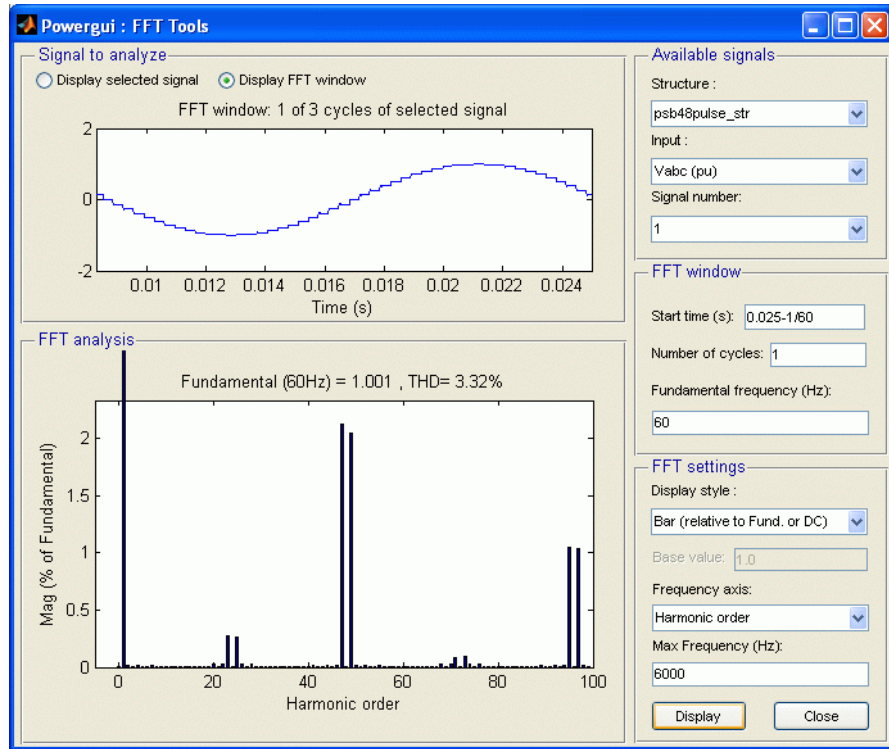 Powergui : FFT Tools
Signal to analyze
Display selected signal
Display FFT window
FFT window: 1 of 3 cycles of selected signal
2
0
-2
0.01 0.012 0.014 0.016 0.018 0.02 0.022 0.024
Time (s)
FFT analysis
Fundamental (60Hz) = 1.001 , THD= 3.32%
Mag (% of Fundamental)
2
1.5
1
0.5
0
0 20 40 60 80 100
Harmonic order
Available signals
Structure :
psb48pulse_str
Input :
Vabc (pu)
Signal number:
1
FFT window
Start time (s): 0.025-1/60
Number of cycles: 1
Fundamental frequency (Hz):
60
FFT settings
Display style :
Bar (relative to Fund. or DC)
Base value: 1.0
Frequency axis:
Harmonic order
Max Frequency (Hz):
6000
Display
Close